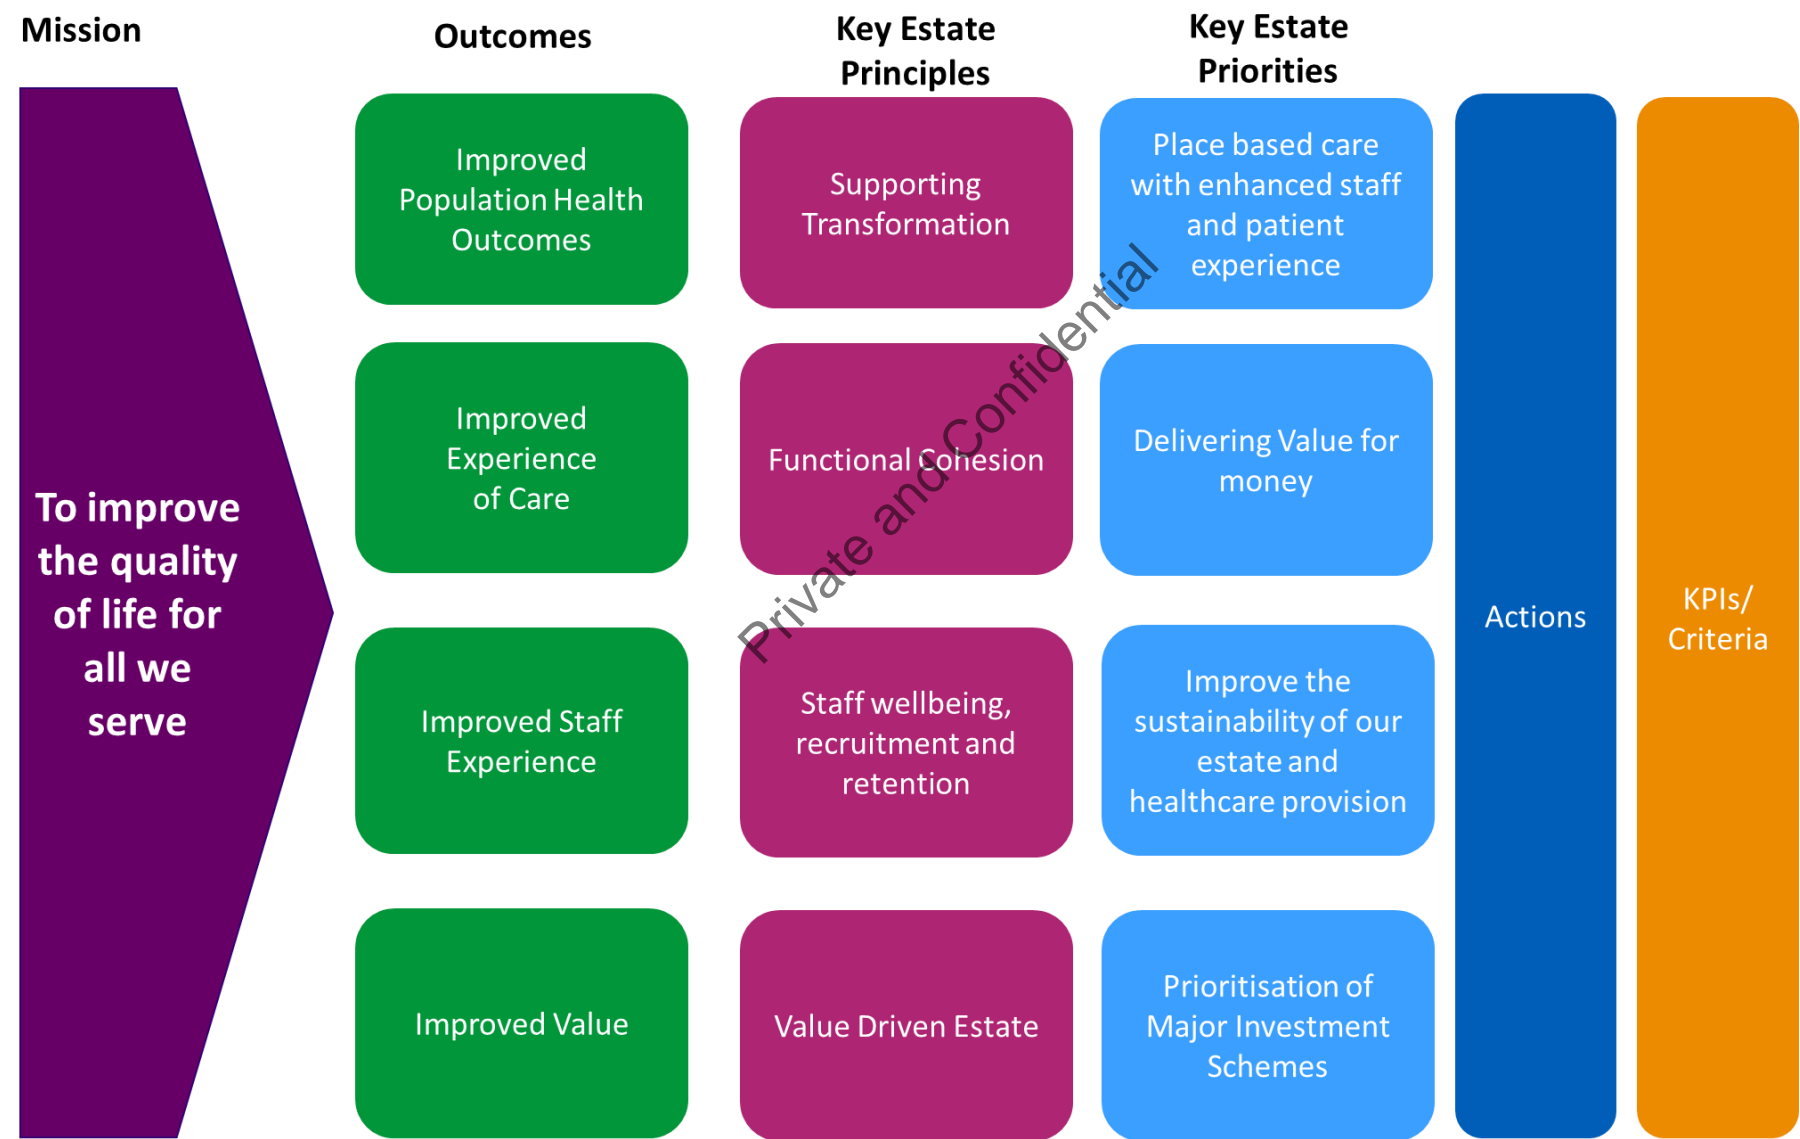 Mission
Outcomes
Key Estate
Principles
Key Estate
Priorities
To improve
the quality
of life for
all we
serve
Improved
Population Health
Outcomes
Supporting
Transformation
Place based care
with enhanced staff
and patient
experience
Improved
Experience
of Care
Functional Cohesion
Delivering Value for
money
Improved Staff
Experience
Staff wellbeing,
recruitment and
retention
Improve the
sustainability of our
estate and
healthcare provision
Improved Value
Value Driven Estate
Prioritisation of
Major Investment
Schemes
Actions
KPIs/
Criteria
Private and Confidential